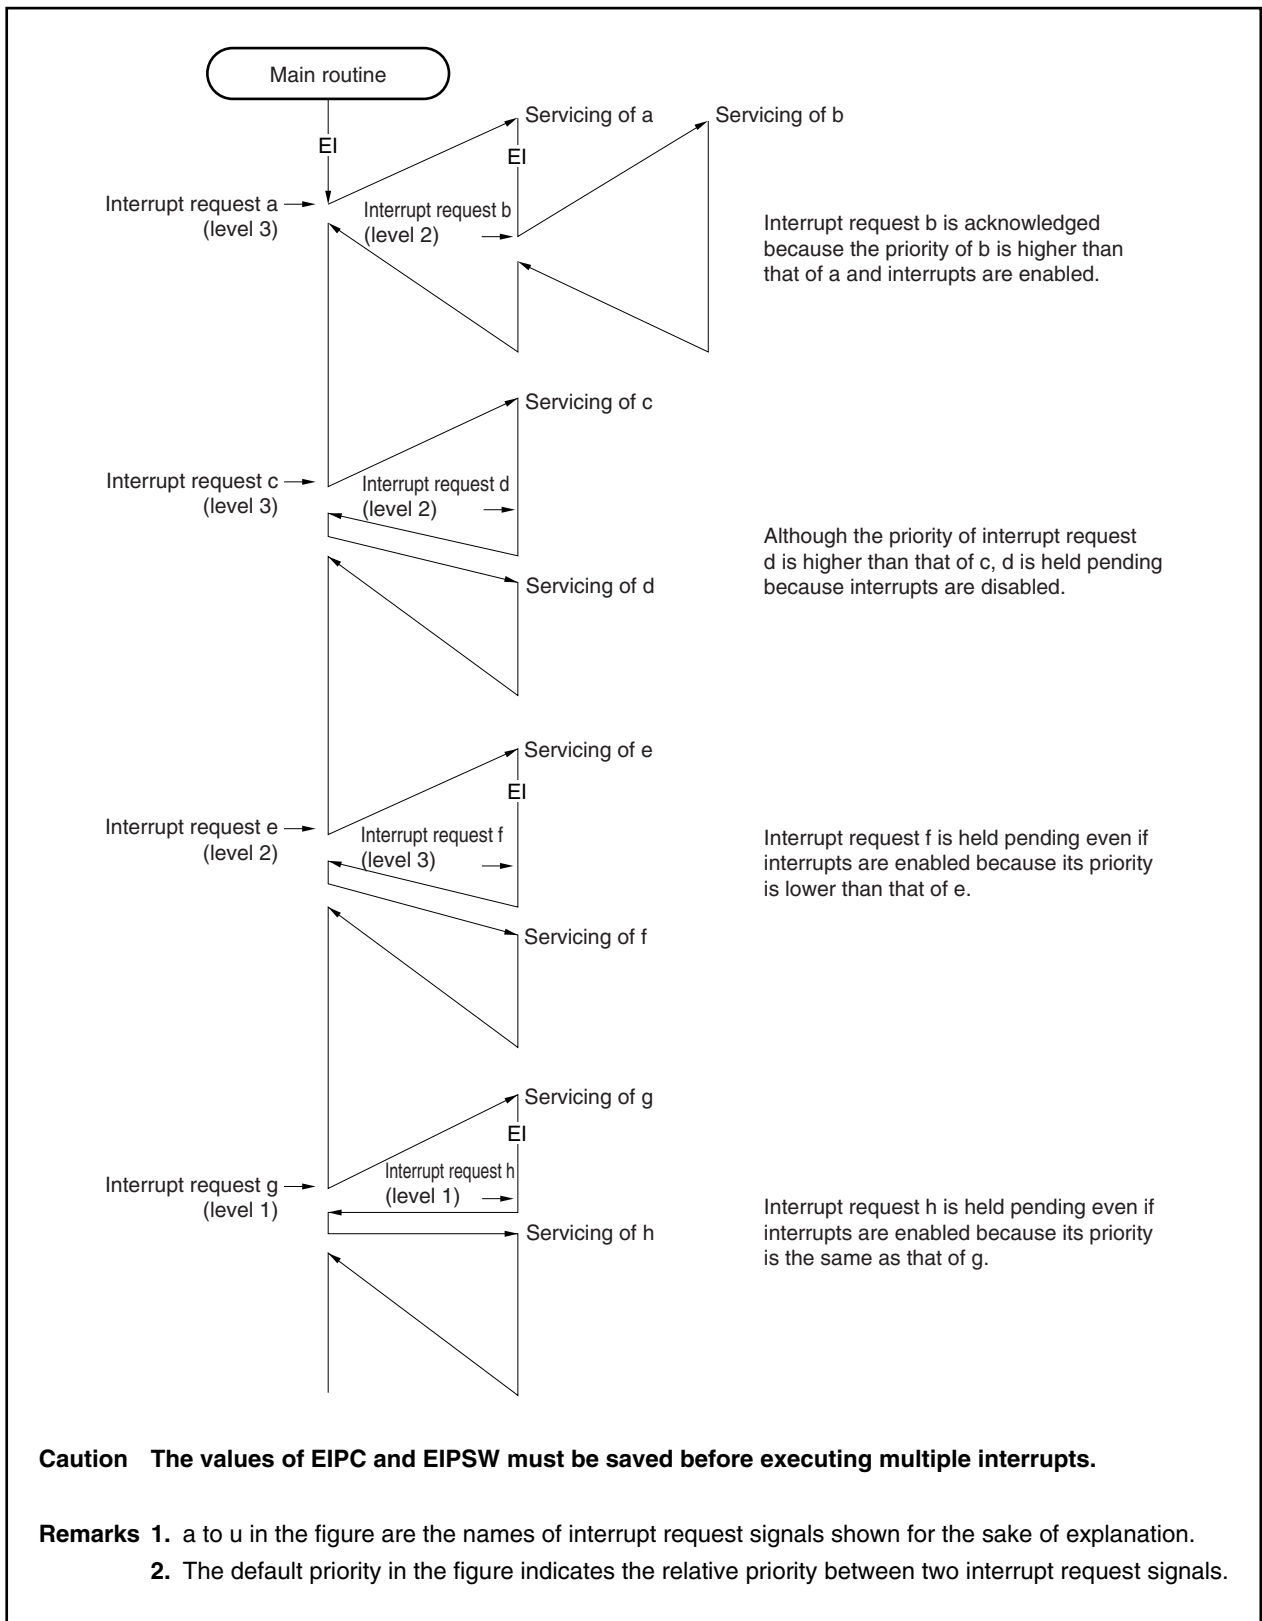 Main routine
Servicing of a
Servicing of b
EI
EI
Interrupt request a
(level 3)
Interrupt request b
(level 2)
Interrupt request b is acknowledged
because the priority of b is higher than
that of a and interrupts are enabled.
Servicing of c
Interrupt request c
(level 3)
Interrupt request d
(level 2)
Although the priority of interrupt request
d is higher than that of c, d is held pending
because interrupts are disabled.
Servicing of d
Servicing of e
EI
Interrupt request e
(level 2)
Interrupt request f
(level 3)
Interrupt request f is held pending even if
interrupts are enabled because its priority
is lower than that of e.
Servicing of f
Servicing of g
EI
Interrupt request g
(level 1)
Interrupt request h
(level 1)
Interrupt request h is held pending even if
interrupts are enabled because its priority
is the same as that of g.
Servicing of h
Caution The values of EIPC and EIPSW must be saved before executing multiple interrupts.
Remarks 1. a to u in the figure are the names of interrupt request signals shown for the sake of explanation.
2. The default priority in the figure indicates the relative priority between two interrupt request signals.